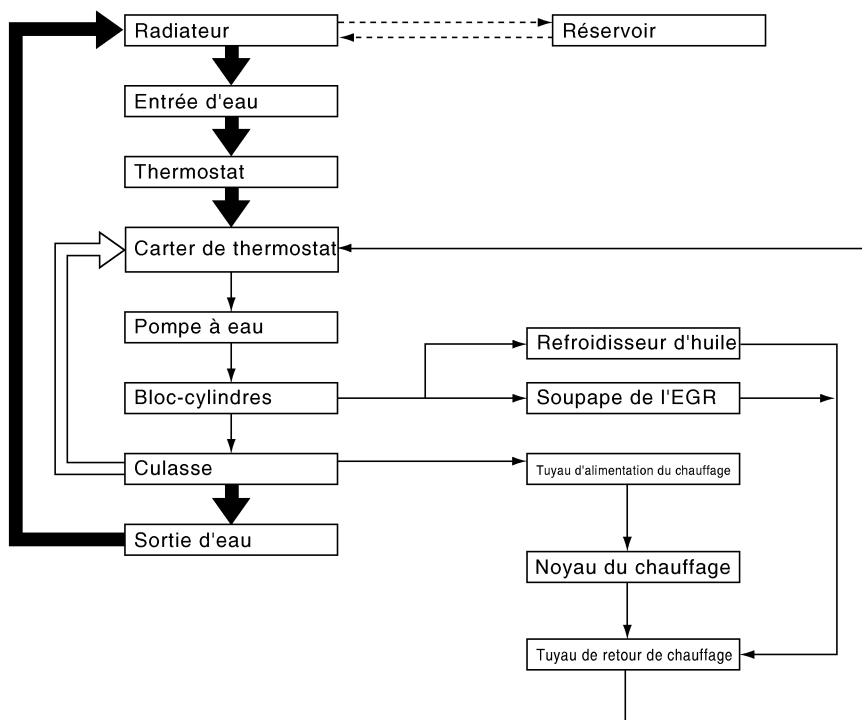 Radiateur
Réservoir
Entrée d'eau
Thermostat
Carter de thermostat
Pompe à eau
Refroidisseur d'huile
Bloc-cylindres
Soupape de l'EGR
Culasse
Tuyau d'alimentation du chauffage
Sortie d'eau
Noyau du chauffage
Tuyau de retour de chauffage